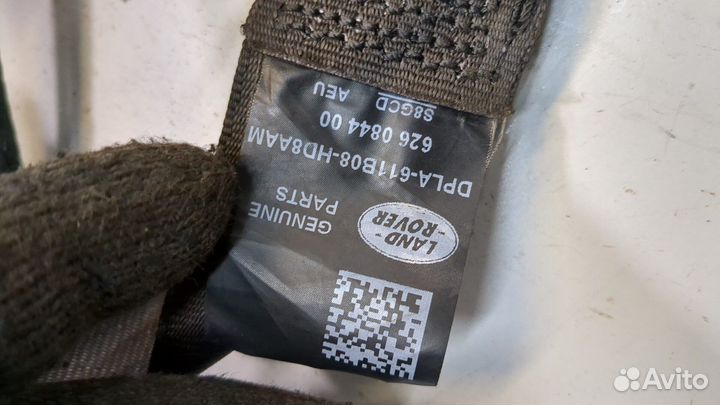 LAND-
-ROVER
GENUINE
PARTS
DPLA-611B08-HD8AAM
626 0844 00
S8GCD
AEU
Avito